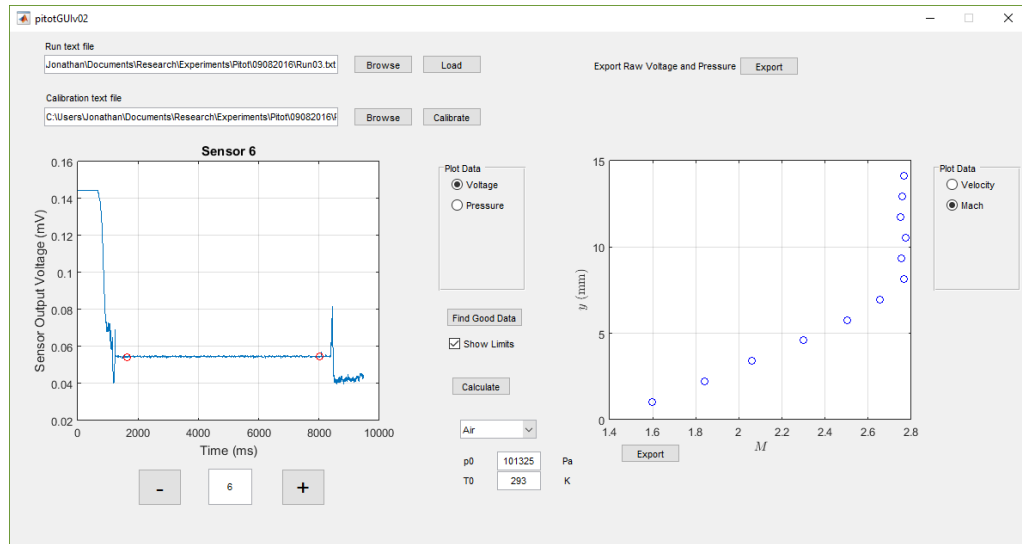 pitotGUIv02
Run text file
Jonathan\Documents\Research\Experiments\Pitot\09082016\Run03.txt
Browse
Load
Export Raw Voltage and Pressure
Export
Calibration text file
C:\Users\Jonathan\Documents\Research\Experiments\Pitot\09082016\
Browse
Calibrate
Sensor 6
0.16
0.14
0.12
0.1
0.08
0.06
0.04
0.02
Sensor Output Voltage (mV)
0
2000
4000
6000
8000
10000
Time (ms)
-
6
+
Plot Data
Voltage
Pressure
Find Good Data
Show Limits
Calculate
Air
p0
101325
Pa
T0
293
K
15
10
5
0
y (mm)
1.4
1.6
1.8
2
2.2
2.4
2.6
2.8
M
Export
Plot Data
Velocity
Mach